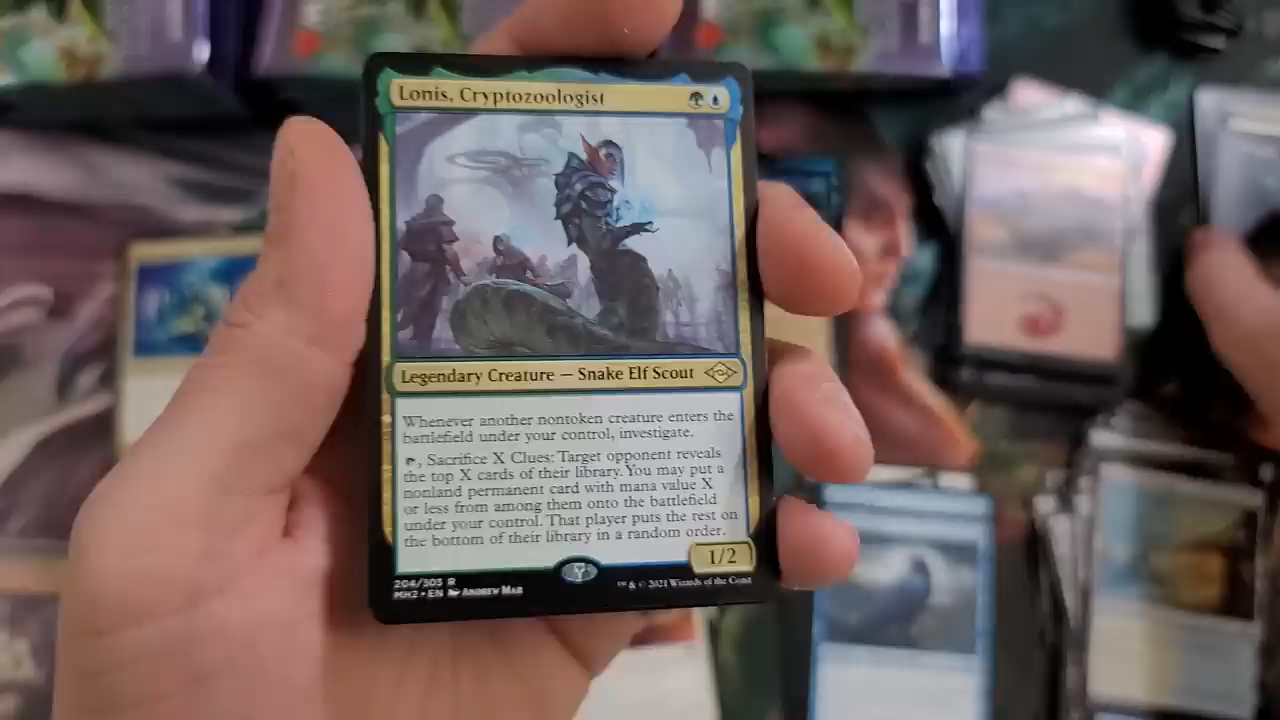 Lonis, Cryptozoologist
Legendary Creature — Snake Elf Scout
Whenever another nontoken creature enters the
battlefield under your control, investigate.
, Sacrifice X Clues: Target opponent reveals
the top X cards of their library. You may put a
nonland permanent card with mana value X
or less from among them onto the battlefield
under your control. That player puts the rest on
the bottom of their library in a random order.
1/2
204/303 R
MH2 • EN Andrew Mar
™ & © 2021 Wizards of the Coast